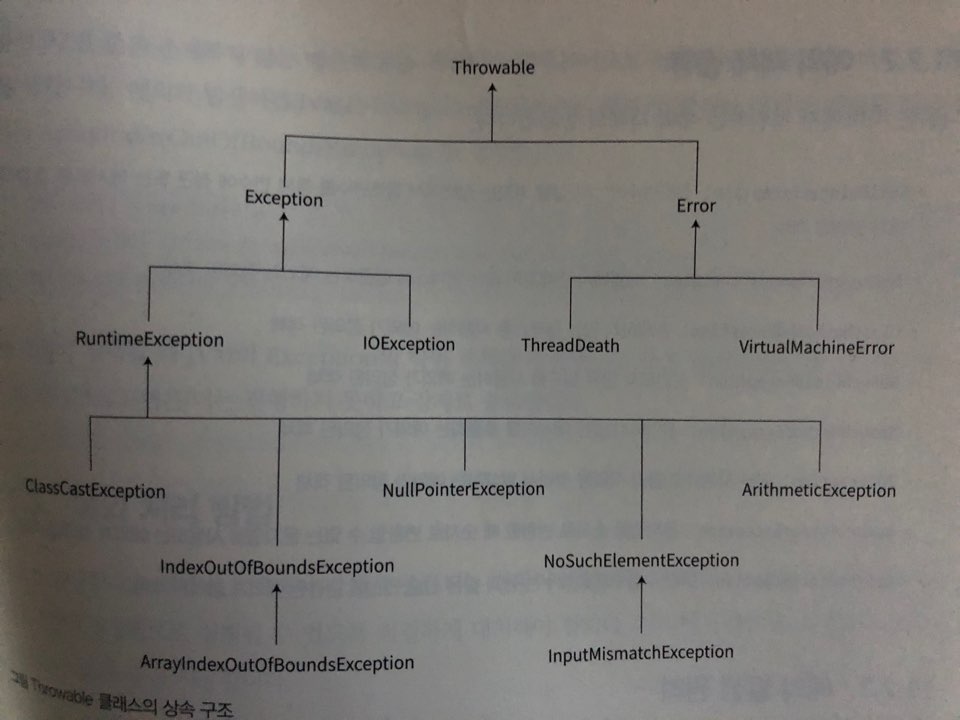 Throwable
Exception
Error
RuntimeException
IOException
ThreadDeath
VirtualMachineError
ClassCastException
NullPointerException
ArithmeticException
IndexOutOfBoundsException
NoSuchElementException
ArrayIndexOutOfBoundsException
InputMismatchException
그림 Throwable 클래스의 상속 구조